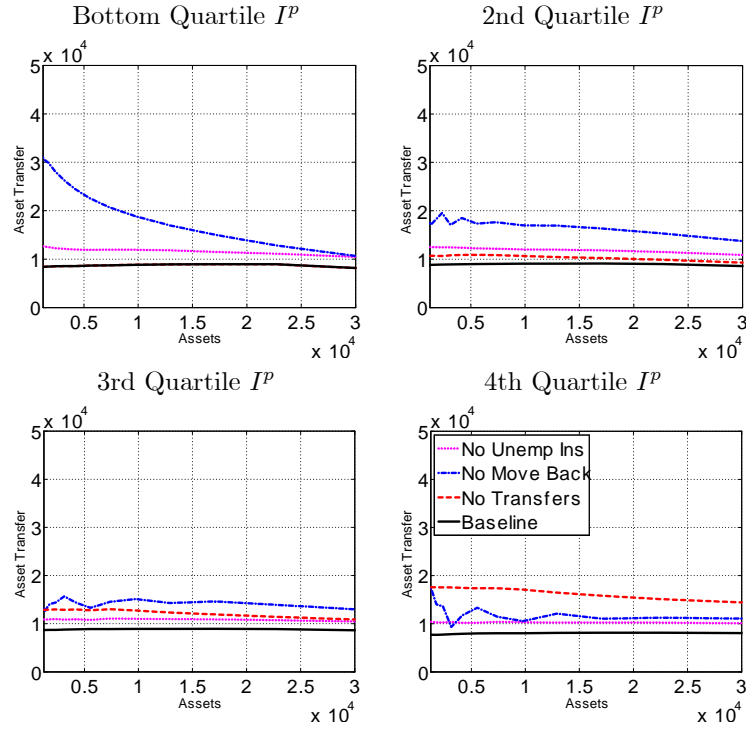 Bottom Quartile I^p
x 10^4
5
4
3
2
1
0
Asset Transfer
0.5 1 1.5 2 2.5 3
Assets
x 10^4
2nd Quartile I^p
x 10^4
5
4
3
2
1
0
Asset Transfer
0.5 1 1.5 2 2.5 3
Assets
x 10^4
3rd Quartile I^p
x 10^4
5
4
3
2
1
0
Asset Transfer
0.5 1 1.5 2 2.5 3
Assets
x 10^4
4th Quartile I^p
x 10^4
5
4
3
2
1
0
Asset Transfer
No Unemp Ins
No Move Back
No Transfers
Baseline
0.5 1 1.5 2 2.5 3
Assets
x 10^4